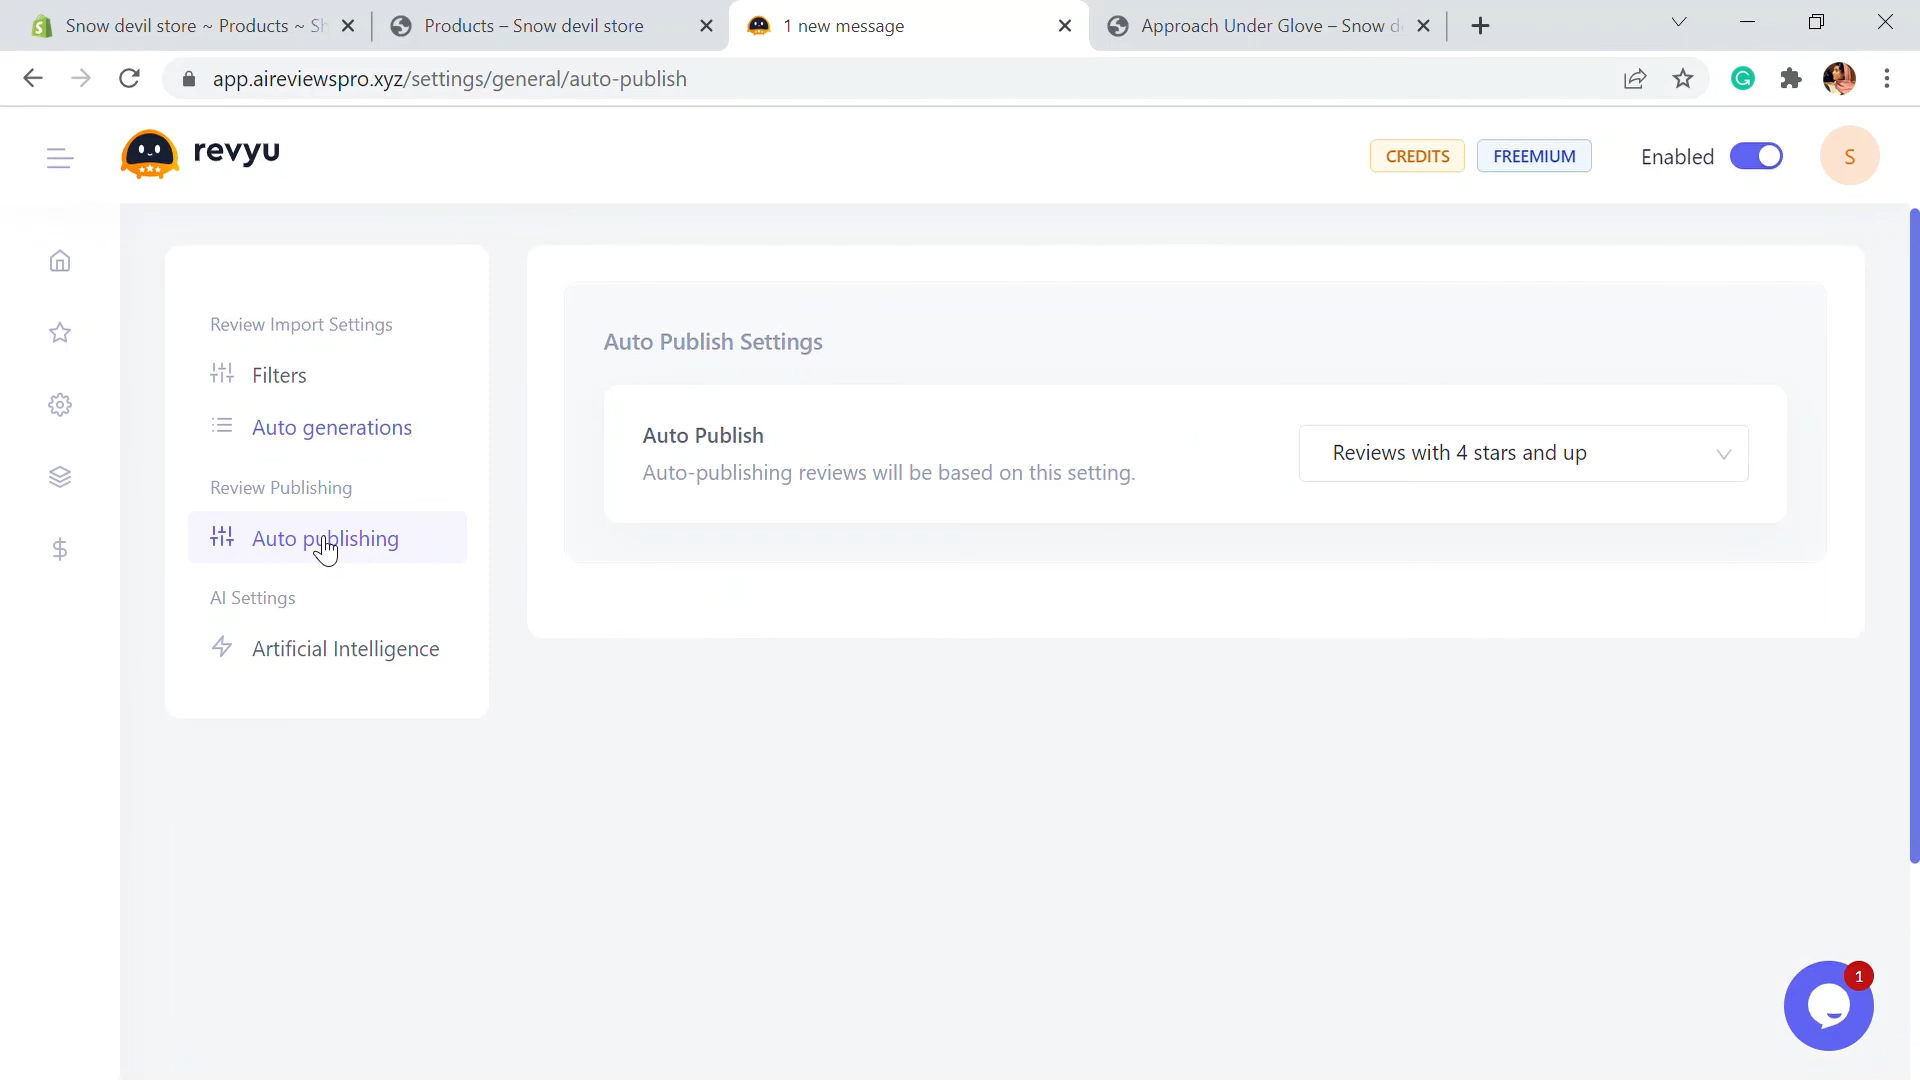 Snow devil store ~ Products ~ Sh
Products – Snow devil store
1 new message
Approach Under Glove – Snow d
app.aireviewspro.xyz/settings/general/auto-publish
revyu
CREDITS
FREEMIUM
Enabled
S
Review Import Settings
Filters
Auto generations
Review Publishing
Auto publishing
AI Settings
Artificial Intelligence
Auto Publish Settings
Auto Publish
Auto-publishing reviews will be based on this setting.
Reviews with 4 stars and up
1